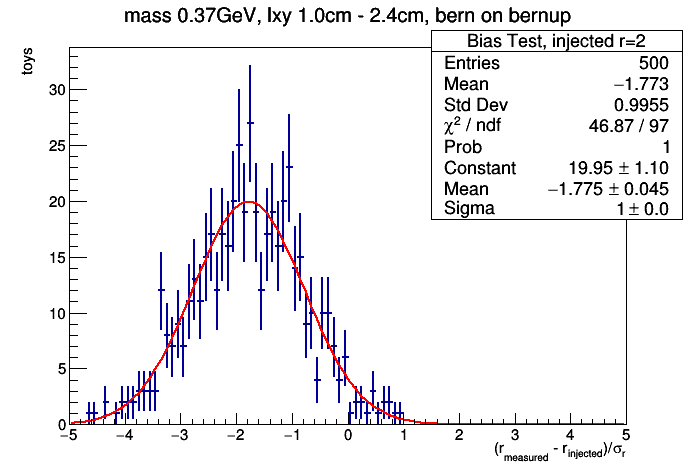 mass 0.37GeV, lxy 1.0cm - 2.4cm, bern on bernup
toys
Bias Test, injected r=2
Entries 500
Mean −1.773
Std Dev 0.9955
χ² / ndf 46.87 / 97
Prob 1
Constant 19.95 ± 1.10
Mean −1.775 ± 0.045
Sigma 1 ± 0.0
30
25
20
15
10
5
0
−5 −4 −3 −2 −1 0 1 2 3 4 5
(r_measured - r_injected)/σ_r